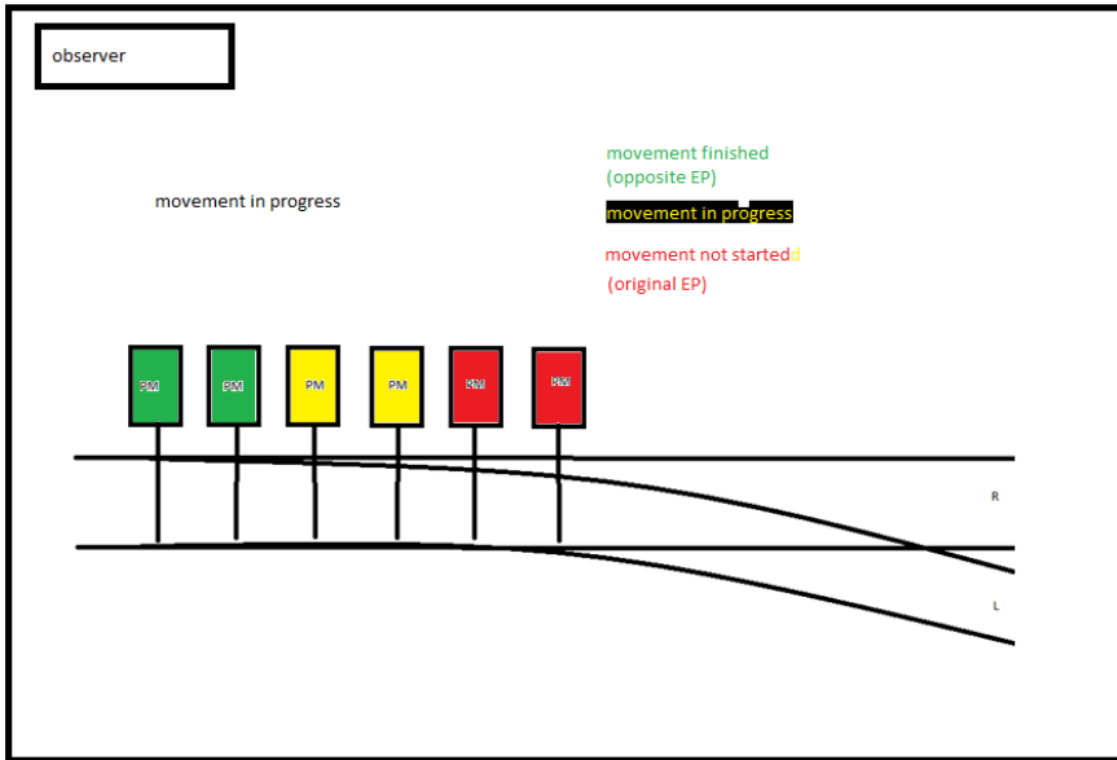 observer
movement finished
(opposite EP)
movement in progress
movement in progress
movement not startedd
(original EP)
PM PM PM PM PM PM
R
L